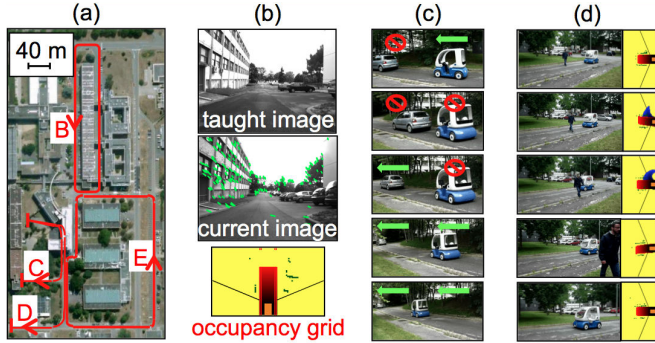 (a)
(b)
(c)
(d)
40 m
B
C
D
E
taught image
current image
occupancy grid